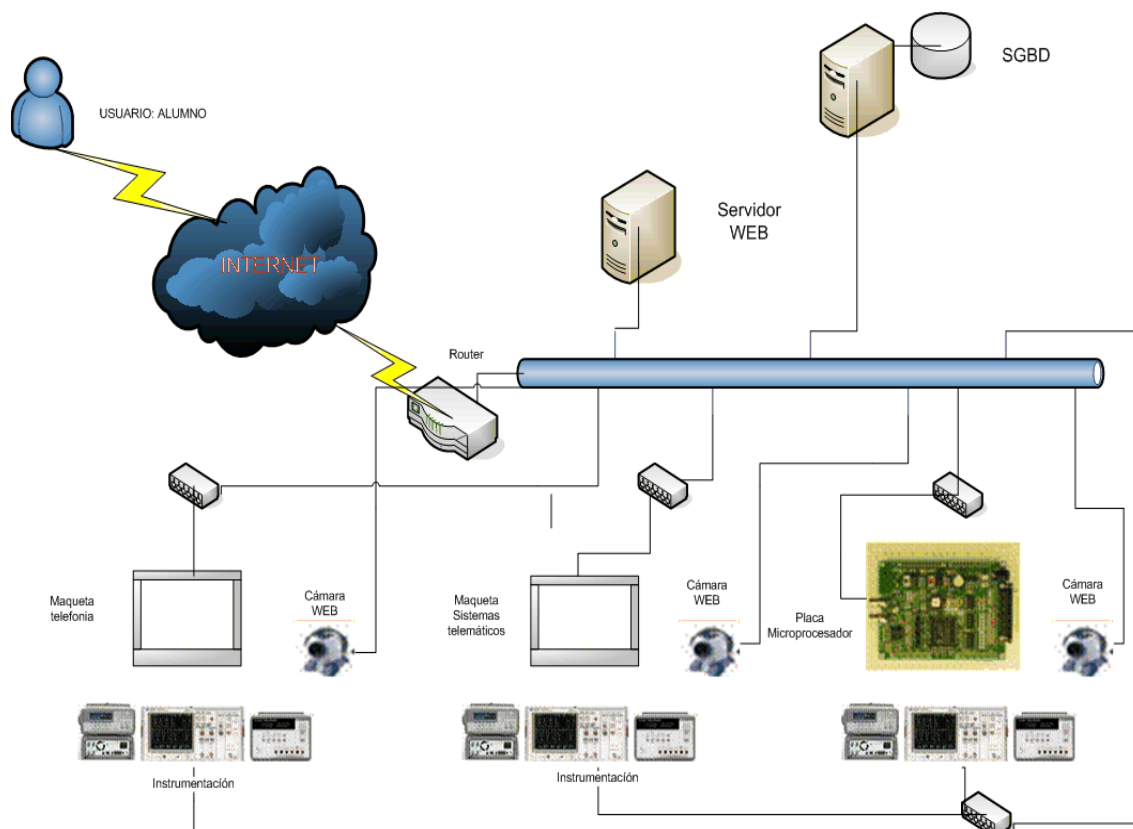 SGBD
USUARIO: ALUMNO
Servidor
WEB
INTERNET
Router
Maqueta
telefonia
Cámara
WEB
Maqueta
Sistemas
telemáticos
Cámara
WEB
Placa
Microprocesador
Cámara
WEB
Instrumentación
Instrumentación